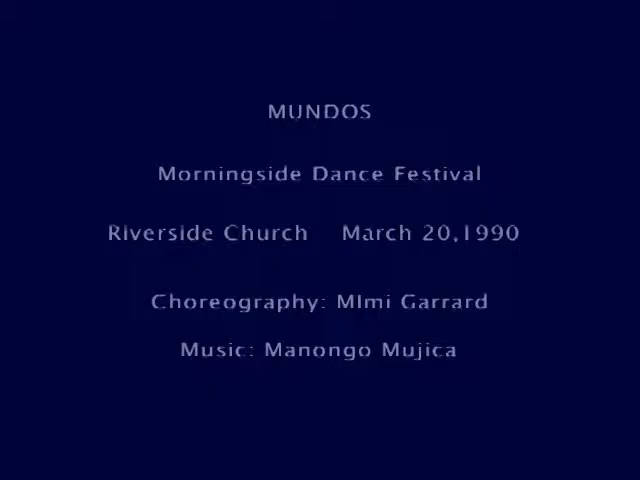 MUNDOS
Morningside Dance Festival
Riverside Church March 20,1990
Choreography: MImi Garrard
Music: Manongo Mujica